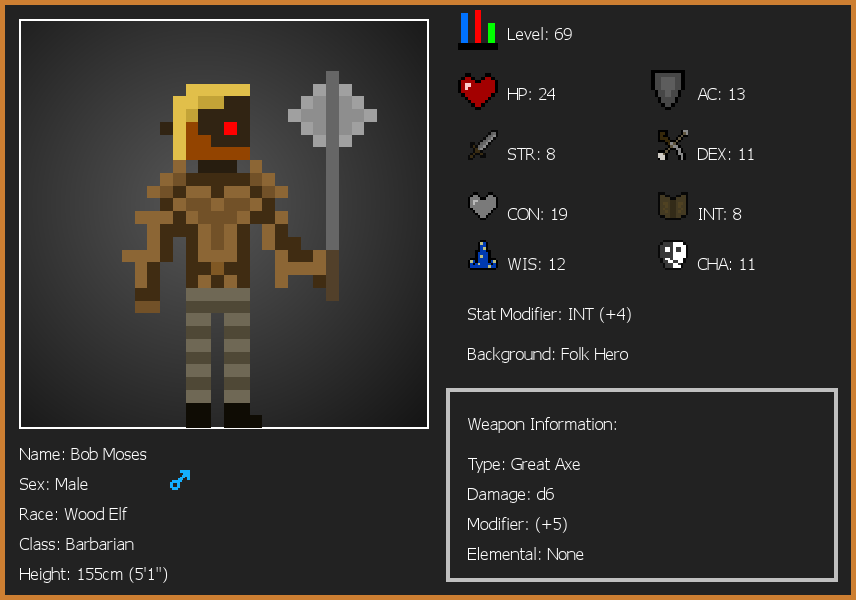 Level: 69
HP: 24
AC: 13
STR: 8
DEX: 11
CON: 19
INT: 8
WIS: 12
CHA: 11
Stat Modifier: INT (+4)
Background: Folk Hero
Weapon Information:
Type: Great Axe
Damage: d6
Modifier: (+5)
Elemental: None
Name: Bob Moses
Sex: Male
Race: Wood Elf
Class: Barbarian
Height: 155cm (5'1")